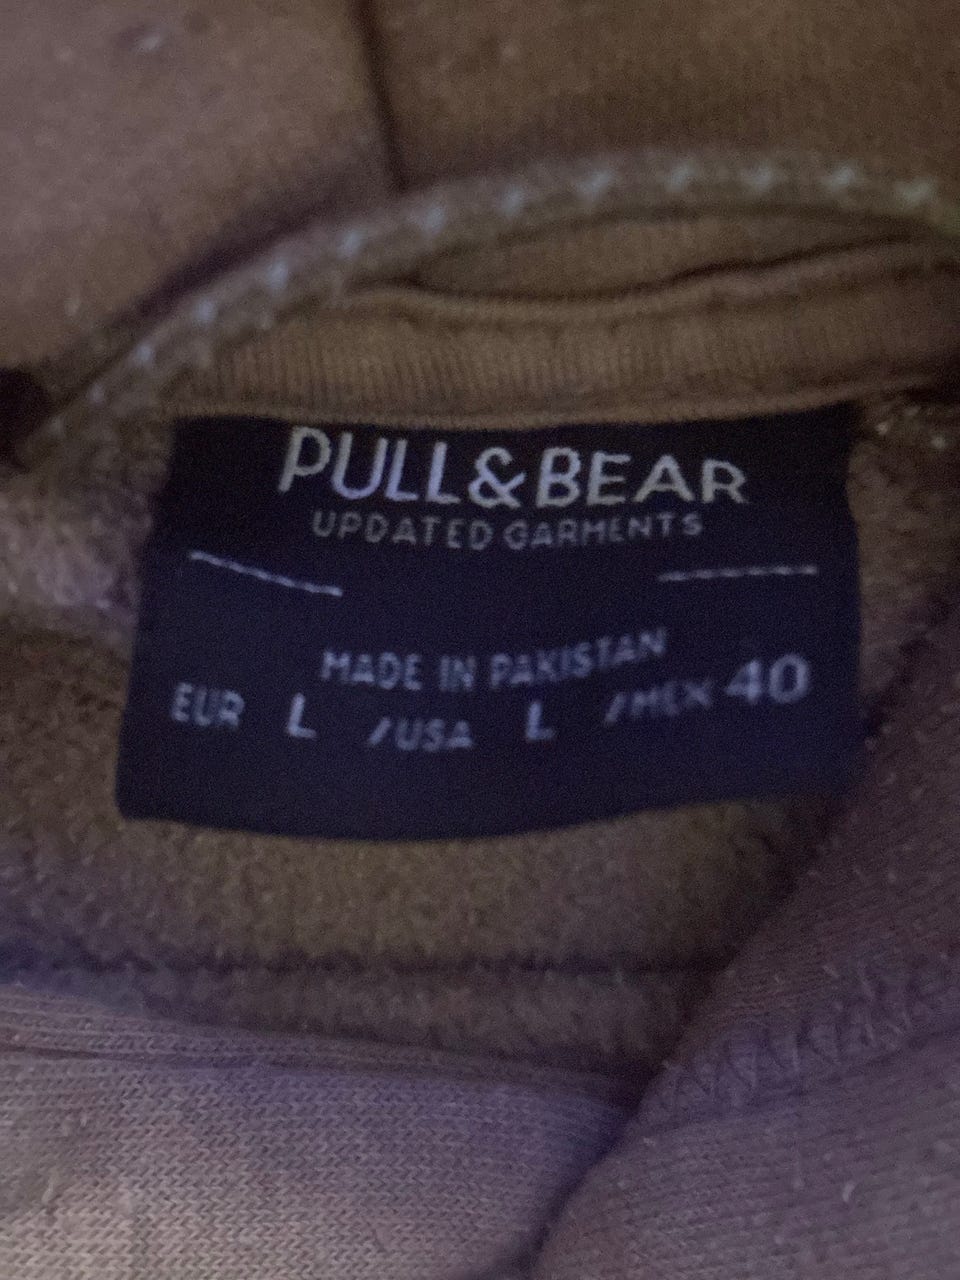 PULL&BEAR
UPDATED GARMENTS
MADE IN PAKISTAN
EUR L /USA L /MEX 40